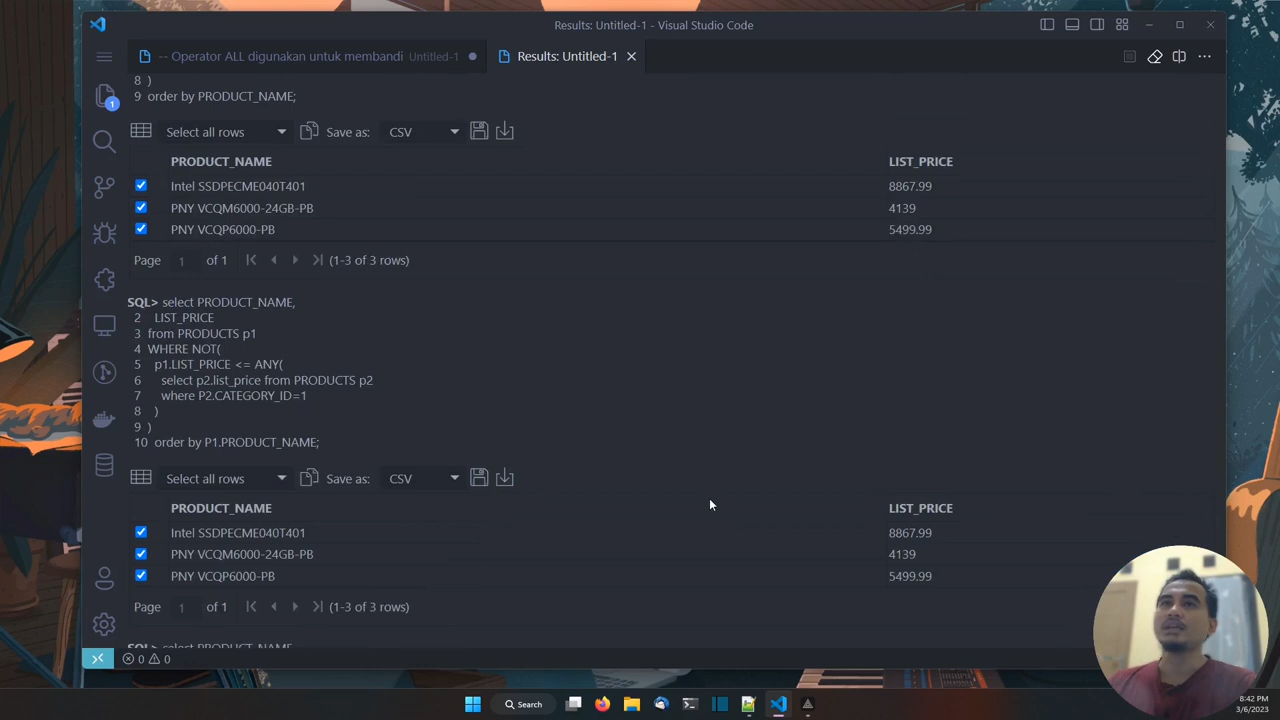 Results: Untitled-1 - Visual Studio Code
-- Operator ALL digunakan untuk membandi Untitled-1
Results: Untitled-1
8 )
9 order by PRODUCT_NAME;
Select all rows
Save as:
CSV
PRODUCT_NAME LIST_PRICE
Intel SSDPECME040T401 8867.99
PNY VCQM6000-24GB-PB 4139
PNY VCQP6000-PB 5499.99
Page 1 of 1 (1-3 of 3 rows)
SQL> select PRODUCT_NAME,
2 LIST_PRICE
3 from PRODUCTS p1
4 WHERE NOT(
5 p1.LIST_PRICE <= ANY(
6 select p2.list_price from PRODUCTS p2
7 where P2.CATEGORY_ID=1
8 )
9 )
10 order by P1.PRODUCT_NAME;
Select all rows
Save as:
CSV
PRODUCT_NAME LIST_PRICE
Intel SSDPECME040T401 8867.99
PNY VCQM6000-24GB-PB 4139
PNY VCQP6000-PB 5499.99
Page 1 of 1 (1-3 of 3 rows)
SQL> select PRODUCT_NAME,
0 0
1
Search
8:42 PM
3/6/2023